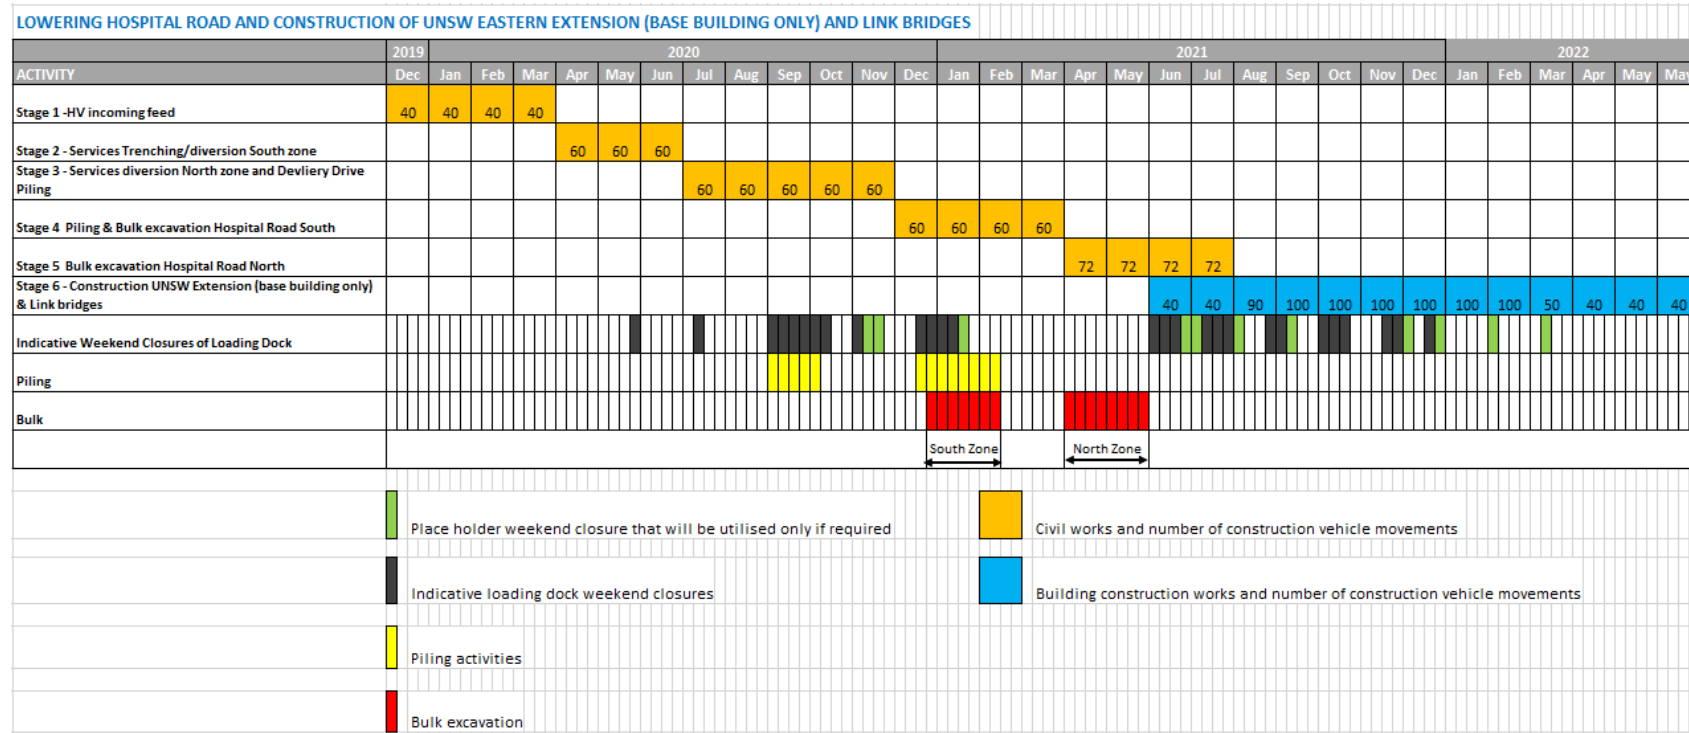 LOWERING HOSPITAL ROAD AND CONSTRUCTION OF UNSW EASTERN EXTENSION (BASE BUILDING ONLY) AND LINK BRIDGES
2019 2020 2021 2022
ACTIVITY Dec Jan Feb Mar Apr May Jun Jul Aug Sep Oct Nov Dec Jan Feb Mar Apr May Jun Jul Aug Sep Oct Nov Dec Jan Feb Mar Apr May May
Stage 1 -HV incoming feed 40 40 40 40
Stage 2 - Services Trenching/diversion South zone 60 60 60
Stage 3 - Services diversion North zone and Devliery Drive
Piling 60 60 60 60 60
Stage 4 Piling & Bulk excavation Hospital Road South 60 60 60 60
Stage 5 Bulk excavation Hospital Road North 72 72 72 72
Stage 6 - Construction UNSW Extension (base building only)
& Link bridges 40 40 90 100 100 100 100 100 100 50 40 40 40
Indicative Weekend Closures of Loading Dock
Piling
Bulk
South Zone North Zone
Place holder weekend closure that will be utilised only if required Civil works and number of construction vehicle movements
Indicative loading dock weekend closures Building construction works and number of construction vehicle movements
Piling activities
Bulk excavation